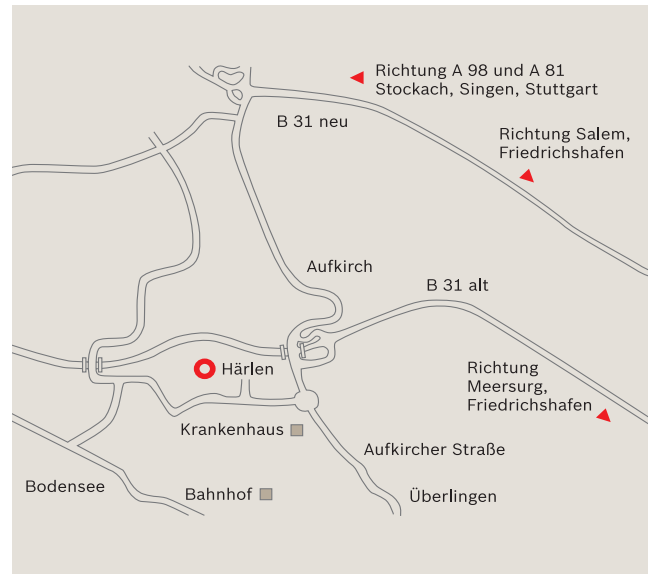 Richtung A 98 und A 81
Stockach, Singen, Stuttgart
B 31 neu
Richtung Salem,
Friedrichshafen
Aufkirch
B 31 alt
Härlen
Richtung
Meersurg,
Friedrichshafen
Krankenhaus
Aufkircher Straße
Bodensee
Bahnhof
Überlingen